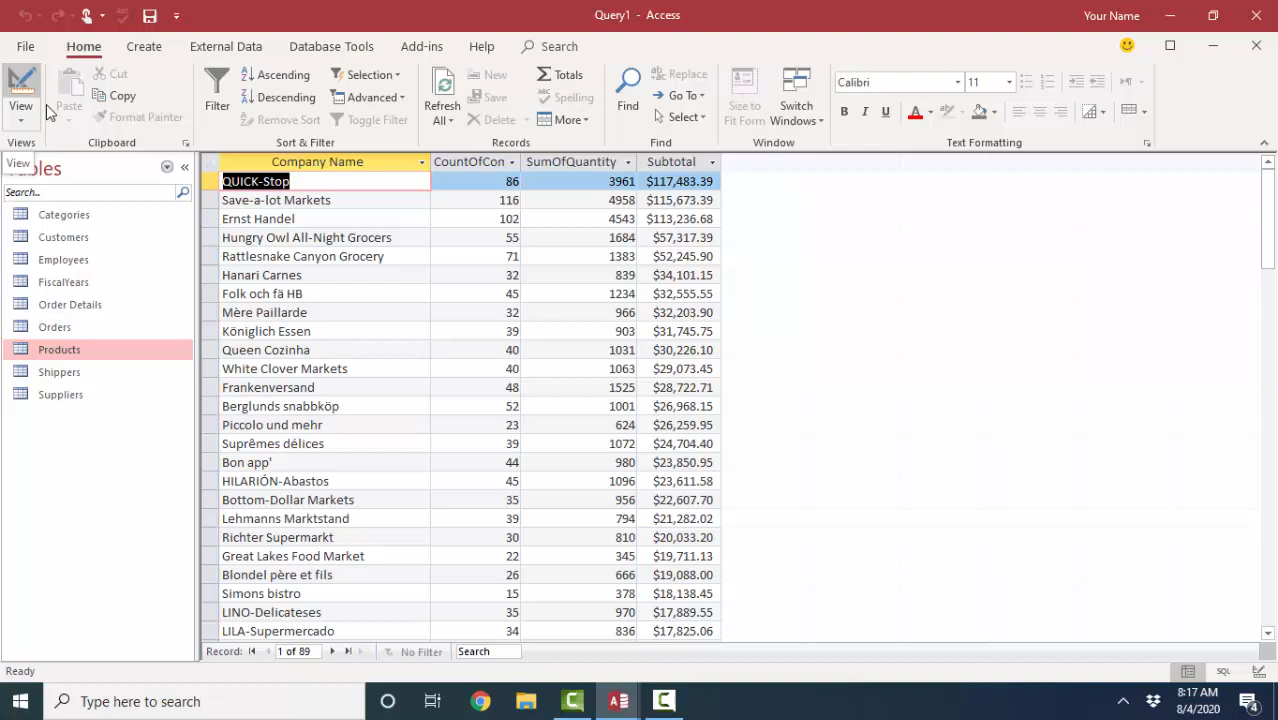 Query1 - Access
Your Name
File Home Create External Data Database Tools Add-ins Help Search
View
Paste
Cut
Copy
Format Painter
Filter
Ascending
Descending
Remove Sort
Selection
Advanced
Toggle Filter
Refresh All
New
Save
Delete
Totals
Spelling
More
Find
Replace
Go To
Select
Size to Fit Form
Switch Windows
Calibri 11
B I U A
Views Clipboard Sort & Filter Records Find Window Text Formatting
View
Tables
Search...
Categories
Customers
Employees
FiscalYears
Order Details
Orders
Products
Shippers
Suppliers
Company Name CountOfCon SumOfQuantity Subtotal
QUICK-Stop 86 3961 $117,483.39
Save-a-lot Markets 116 4958 $115,673.39
Ernst Handel 102 4543 $113,236.68
Hungry Owl All-Night Grocers 55 1684 $57,317.39
Rattlesnake Canyon Grocery 71 1383 $52,245.90
Hanari Carnes 32 839 $34,101.15
Folk och fä HB 45 1234 $32,555.55
Mère Paillarde 32 966 $32,203.90
Königlich Essen 39 903 $31,745.75
Queen Cozinha 40 1031 $30,226.10
White Clover Markets 40 1063 $29,073.45
Frankenversand 48 1525 $28,722.71
Berglunds snabbköp 52 1001 $26,968.15
Piccolo und mehr 23 624 $26,259.95
Suprêmes délices 39 1072 $24,704.40
Bon app' 44 980 $23,850.95
HILARIÓN-Abastos 45 1096 $23,611.58
Bottom-Dollar Markets 35 956 $22,607.70
Lehmanns Marktstand 39 794 $21,282.02
Richter Supermarkt 30 810 $20,033.20
Great Lakes Food Market 22 345 $19,711.13
Blondel père et fils 26 666 $19,088.00
Simons bistro 15 378 $18,138.45
LINO-Delicateses 35 970 $17,889.55
LILA-Supermercado 34 836 $17,825.06
Record: 1 of 89 No Filter Search
Ready
SQL
Type here to search
8:17 AM
8/4/2020
4